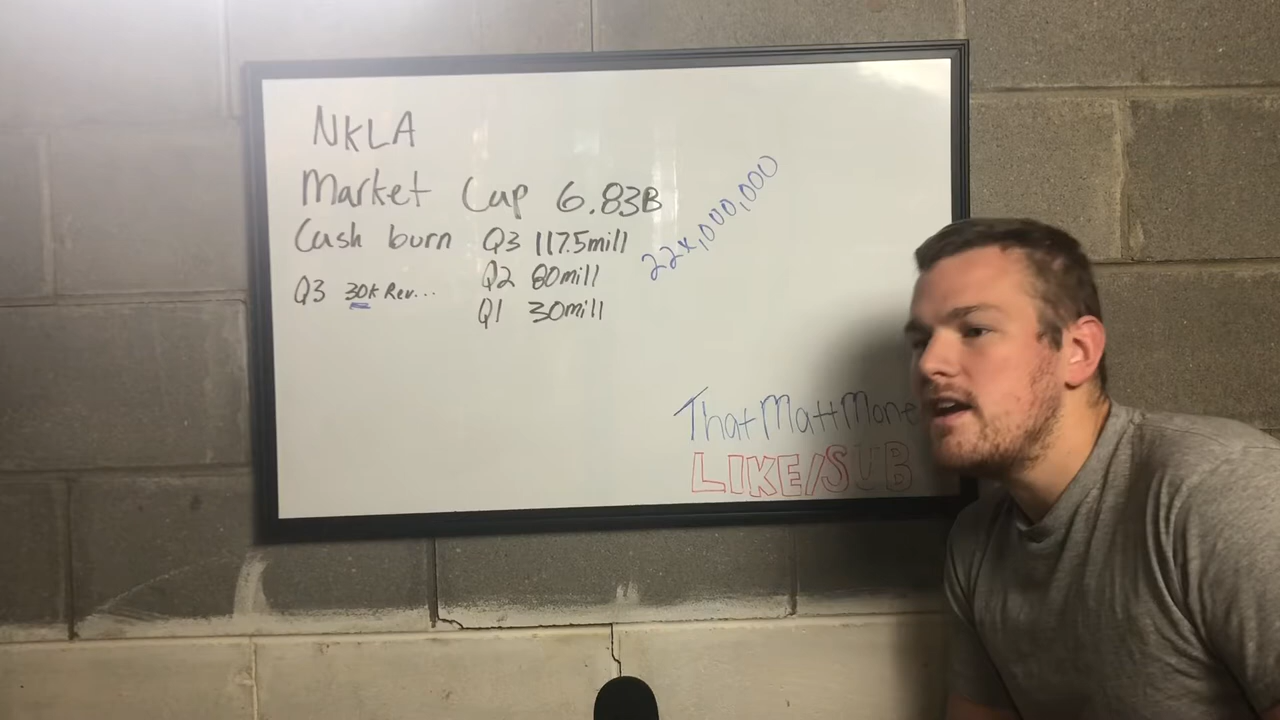 NKLA
Market Cap 6.83B
Cash burn Q3 117.5mill
Q2 80mill
Q3 30k Rev...
Q1 30mill
22x,000,000
ThatMattMone
LIKE/SUB